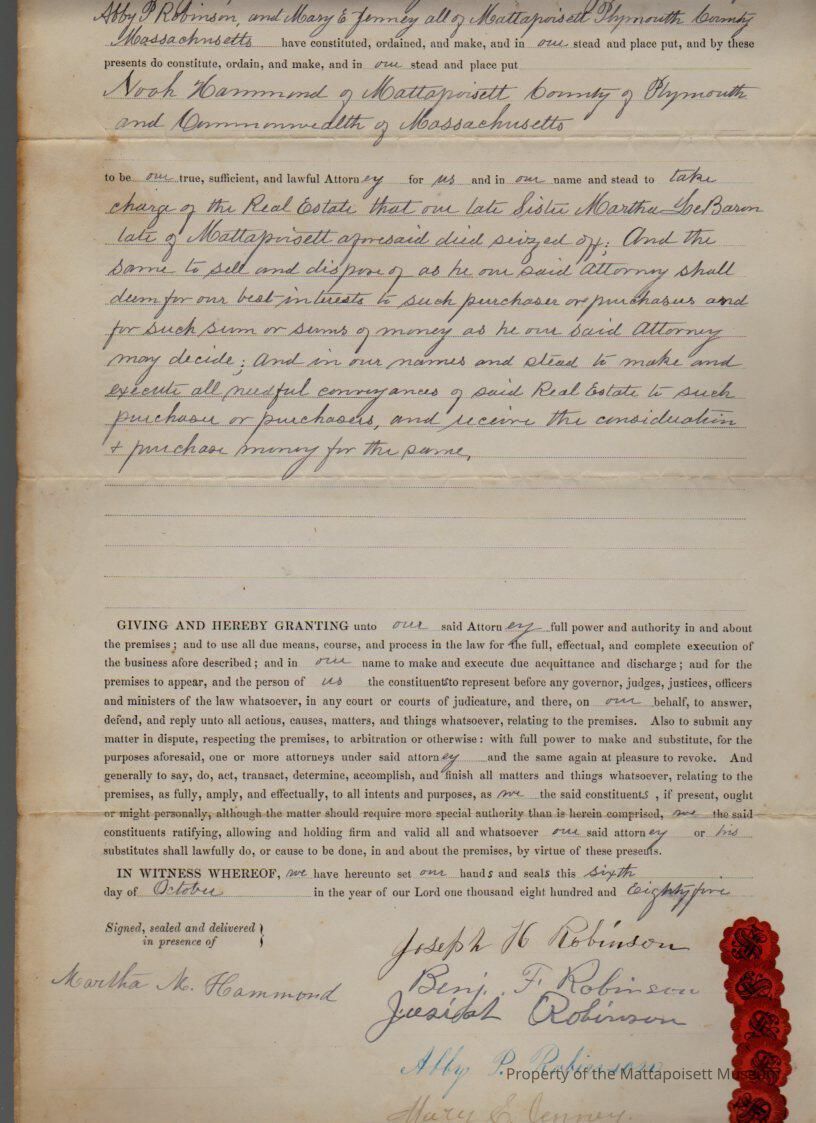 Abby P Robinson, and Mary E Jenney all of Mattapoisett Plymouth County
Massachusetts have constituted, ordained, and make, and in our stead and place put, and by these
presents do constitute, ordain, and make, and in our stead and place put
Noah Hammond of Mattapoisett County of Plymouth
and Commonwealth of Massachusetts
to be our true, sufficient, and lawful Attorney for us and in our name and stead to take
charge of the Real Estate that our late Sister Martha LeBaron
late of Mattapoisett aforesaid died seized off; And the
same to sell and dispose of as he our said Attorney shall
deem for our best interests to such purchaser or purchasers and
for such sum or sums of money as he our said Attorney
may decide; And in our names and stead to make and
execute all needful conveyances of said Real Estate to such
purchaser or purchasers, and receive the consideration
+ purchase money for the same,
GIVING AND HEREBY GRANTING unto our said Attorney full power and authority in and about
the premises; and to use all due means, course, and process in the law for the full, effectual, and complete execution of
the business afore described; and in our name to make and execute due acquittance and discharge; and for the
premises to appear, and the person of us the constituents to represent before any governor, judges, justices, officers
and ministers of the law whatsoever, in any court or courts of judicature, and there, on our behalf, to answer,
defend, and reply unto all actions, causes, matters, and things whatsoever, relating to the premises. Also to submit any
matter in dispute, respecting the premises, to arbitration or otherwise: with full power to make and substitute, for the
purposes aforesaid, one or more attorneys under said attorney and the same again at pleasure to revoke. And
generally to say, do, act, transact, determine, accomplish, and finish all matters and things whatsoever, relating to the
premises, as fully, amply, and effectually, to all intents and purposes, as we the said constituents, if present, ought
or might personally, although the matter should require more special authority than is herein comprised, we the said
constituents ratifying, allowing and holding firm and valid all and whatsoever our said attorney or his
substitutes shall lawfully do, or cause to be done, in and about the premises, by virtue of these presents.
IN WITNESS WHEREOF, we have hereunto set our hands and seals this sixth
day of October in the year of our Lord one thousand eight hundred and Eighty five
Signed, sealed and delivered
in presence of
Joseph H Robinson
Martha M. Hammond
Benj. F. Robinson
Josiah Robinson
Abby P. Robinson
Property of the Mattapoisett Museum
Mary E Jenney.